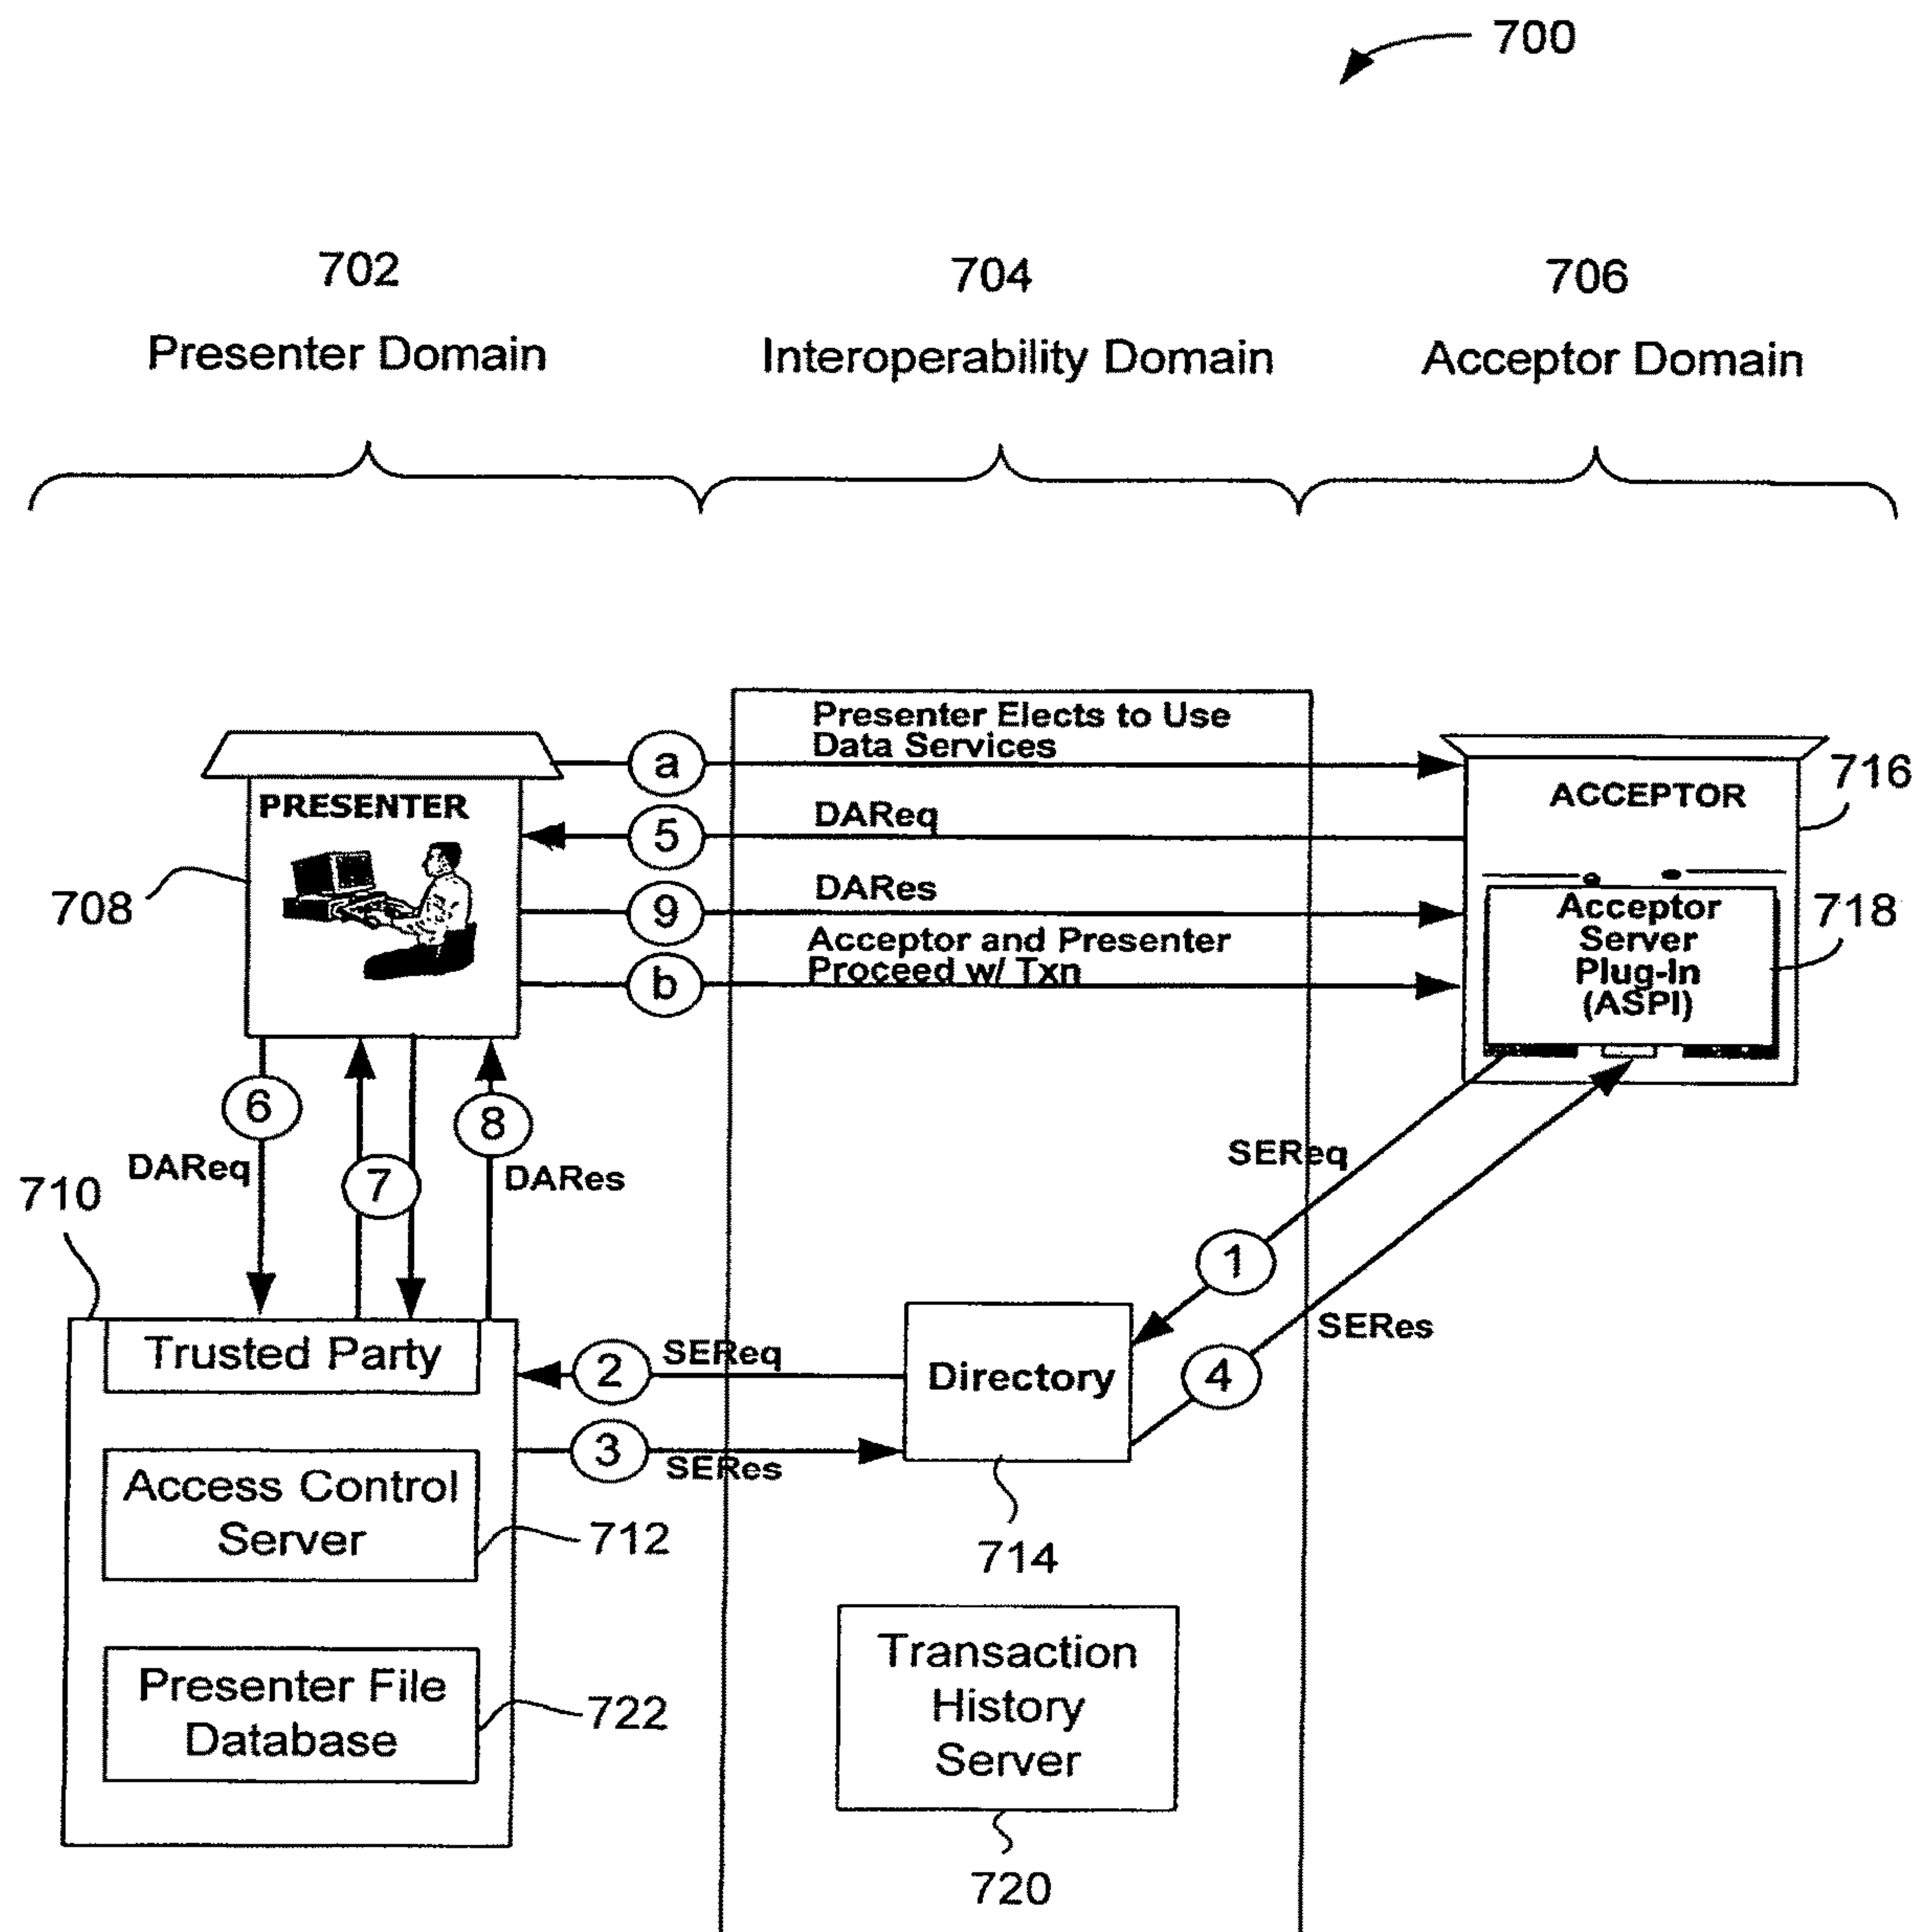 700
702
704
706
Presenter Domain
Interoperability Domain
Acceptor Domain
Presenter Elects to Use
Data Services
a
PRESENTER
ACCEPTOR
716
DAReq
5
708
DARes
9
Acceptor
Server
Plug-In
(ASPI)
718
Acceptor and Presenter
Proceed w/ Txn
b
6
8
DAReq
7
DARes
710
SEReq
1
SERes
4
Trusted Party
2
SEReq
Directory
3
SERes
Access Control
Server
712
714
Transaction
History
Server
Presenter File
Database
722
720